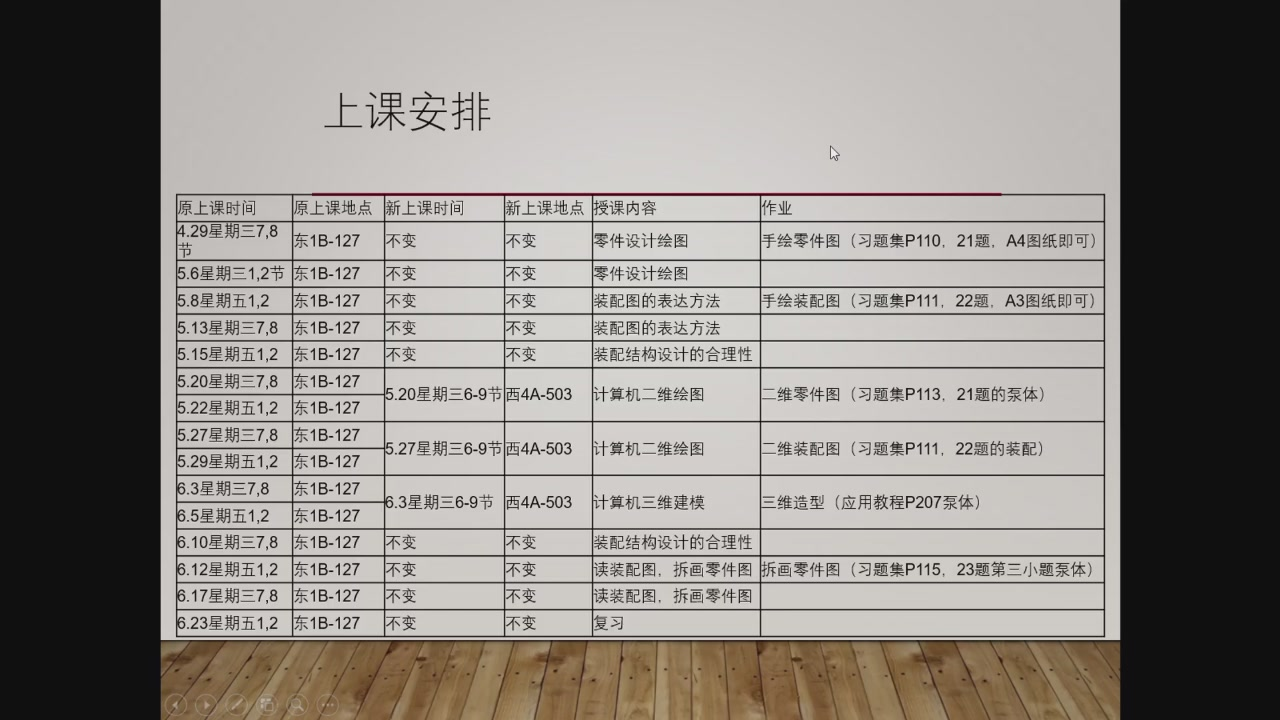 上课安排
原上课时间 原上课地点 新上课时间 新上课地点 授课内容 作业
4.29星期三7,8节 东1B-127 不变 不变 零件设计绘图 手绘零件图（习题集P110，21题，A4图纸即可）
5.6星期三1,2节 东1B-127 不变 不变 零件设计绘图
5.8星期五1,2 东1B-127 不变 不变 装配图的表达方法 手绘装配图（习题集P111，22题，A3图纸即可）
5.13星期三7,8 东1B-127 不变 不变 装配图的表达方法
5.15星期五1,2 东1B-127 不变 不变 装配结构设计的合理性
5.20星期三7,8 东1B-127 5.20星期三6-9节 西4A-503 计算机二维绘图 二维零件图（习题集P113，21题的泵体）
5.22星期五1,2 东1B-127
5.27星期三7,8 东1B-127 5.27星期三6-9节 西4A-503 计算机二维绘图 二维装配图（习题集P111，22题的装配）
5.29星期五1,2 东1B-127
6.3星期三7,8 东1B-127 6.3星期三6-9节 西4A-503 计算机三维建模 三维造型（应用教程P207泵体）
6.5星期五1,2 东1B-127
6.10星期三7,8 东1B-127 不变 不变 装配结构设计的合理性
6.12星期五1,2 东1B-127 不变 不变 读装配图，拆画零件图 拆画零件图（习题集P115，23题第三小题泵体）
6.17星期三7,8 东1B-127 不变 不变 读装配图，拆画零件图
6.23星期五1,2 东1B-127 不变 不变 复习